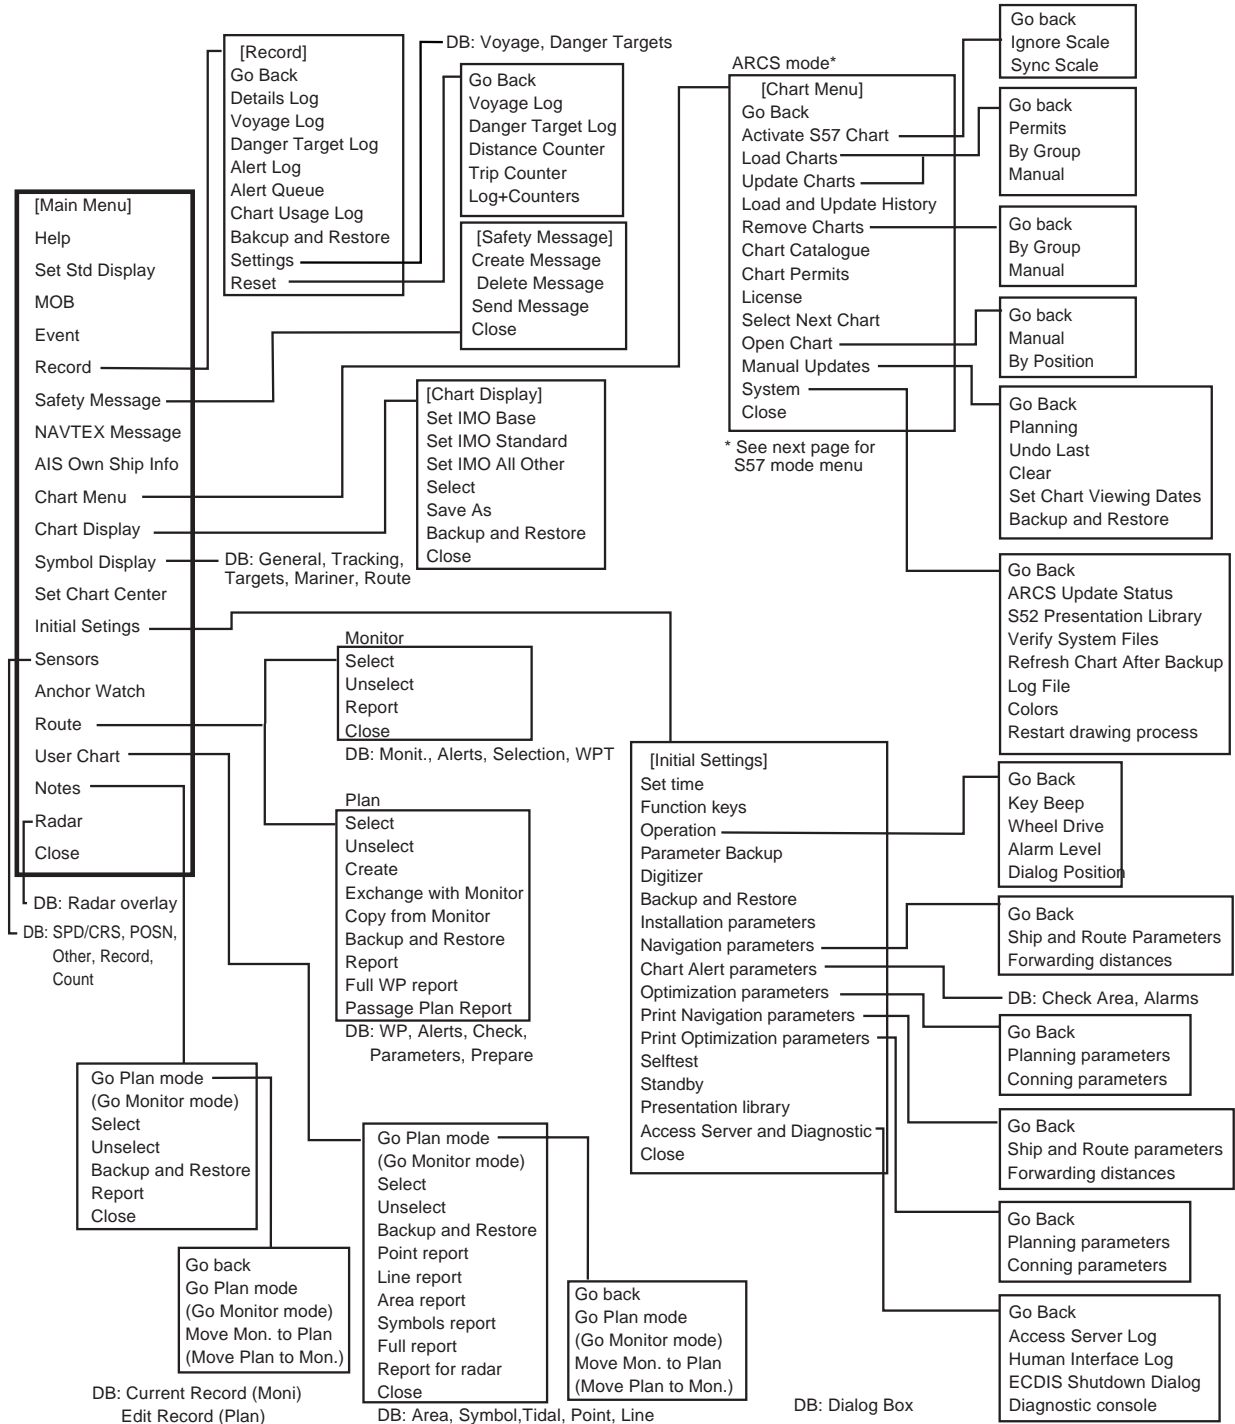 [Main Menu]
Help
Set Std Display
MOB
Event
Record
Safety Message
NAVTEX Message
AIS Own Ship Info
Chart Menu
Chart Display
Symbol Display
Set Chart Center
Initial Setings
Sensors
Anchor Watch
Route
User Chart
Notes
Radar
Close
DB: Radar overlay
DB: SPD/CRS, POSN,
Other, Record,
Count
[Record]
Go Back
Details Log
Voyage Log
Danger Target Log
Alert Log
Alert Queue
Chart Usage Log
Bakcup and Restore
Settings
Reset
DB: Voyage, Danger Targets
Go Back
Voyage Log
Danger Target Log
Distance Counter
Trip Counter
Log+Counters
[Safety Message]
Create Message
Delete Message
Send Message
Close
[Chart Display]
Set IMO Base
Set IMO Standard
Set IMO All Other
Select
Save As
Backup and Restore
Close
DB: General, Tracking,
Targets, Mariner, Route
ARCS mode*
[Chart Menu]
Go Back
Activate S57 Chart
Load Charts
Update Charts
Load and Update History
Remove Charts
Chart Catalogue
Chart Permits
License
Select Next Chart
Open Chart
Manual Updates
System
Close
* See next page for
S57 mode menu
Go back
Ignore Scale
Sync Scale
Go back
Permits
By Group
Manual
Go back
By Group
Manual
Go back
Manual
By Position
Go Back
Planning
Undo Last
Clear
Set Chart Viewing Dates
Backup and Restore
Go Back
ARCS Update Status
S52 Presentation Library
Verify System Files
Refresh Chart After Backup
Log File
Colors
Restart drawing process
Monitor
Select
Unselect
Report
Close
DB: Monit., Alerts, Selection, WPT
Plan
Select
Unselect
Create
Exchange with Monitor
Copy from Monitor
Backup and Restore
Report
Full WP report
Passage Plan Report
DB: WP, Alerts, Check,
Parameters, Prepare
[Initial Settings]
Set time
Function keys
Operation
Parameter Backup
Digitizer
Backup and Restore
Installation parameters
Navigation parameters
Chart Alert parameters
Optimization parameters
Print Navigation parameters
Print Optimization parameters
Selftest
Standby
Presentation library
Access Server and Diagnostic
Close
Go Back
Key Beep
Wheel Drive
Alarm Level
Dialog Position
Go Back
Ship and Route Parameters
Forwarding distances
DB: Check Area, Alarms
Go Back
Planning parameters
Conning parameters
Go Back
Ship and Route parameters
Forwarding distances
Go Back
Planning parameters
Conning parameters
Go Back
Access Server Log
Human Interface Log
ECDIS Shutdown Dialog
Diagnostic console
Go Plan mode
(Go Monitor mode)
Select
Unselect
Backup and Restore
Report
Close
Go back
Go Plan mode
(Go Monitor mode)
Move Mon. to Plan
(Move Plan to Mon.)
DB: Current Record (Moni)
Edit Record (Plan)
Go Plan mode
(Go Monitor mode)
Select
Unselect
Backup and Restore
Point report
Line report
Area report
Symbols report
Full report
Report for radar
Close
DB: Area, Symbol,Tidal, Point, Line
Go back
Go Plan mode
(Go Monitor mode)
Move Mon. to Plan
(Move Plan to Mon.)
DB: Dialog Box